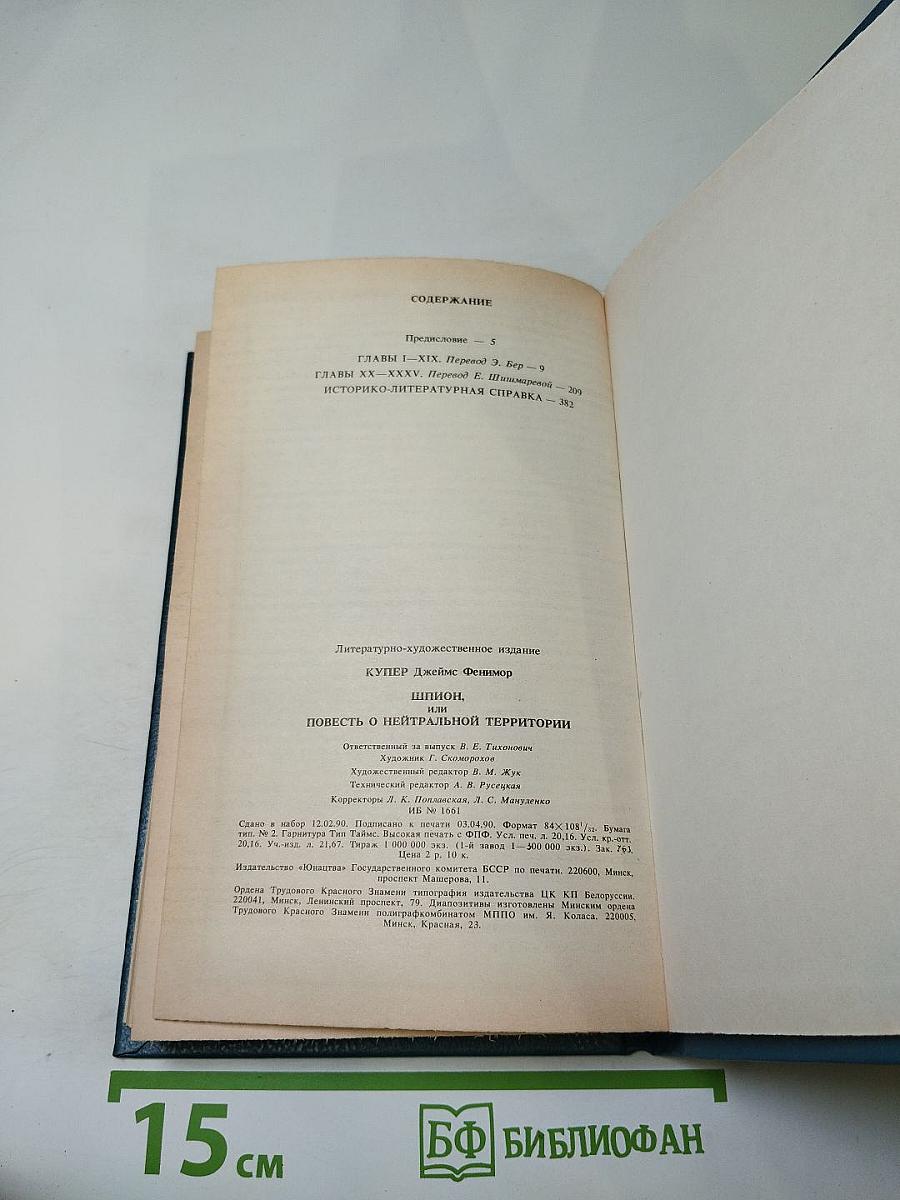 СОДЕРЖАНИЕ
Предисловие — 5
ГЛАВЫ I—XIX. Перевод Э. Бер — 9
ГЛАВЫ XX—XXXV. Перевод Е. Шишмаревой — 209
ИСТОРИКО-ЛИТЕРАТУРНАЯ СПРАВКА — 382
Литературно-художественное издание
КУПЕР Джеймс Фенимор
ШПИОН,
или
ПОВЕСТЬ О НЕЙТРАЛЬНОЙ ТЕРРИТОРИИ
Ответственный за выпуск В. Е. Тихонович
Художник Г. Скоморохов
Художественный редактор В. М. Жук
Технический редактор А. В. Русецкая
Корректоры Л. К. Поплавская, Л. С. Мануленко
ИБ № 1661
Сдано в набор 12.02.90. Подписано к печати 03.04.90. Формат 84×108¹/₃₂. Бумага
тип. № 2. Гарнитура Тип Таймс. Высокая печать с ФПФ. Усл. печ. л. 20,16. Усл. кр.-отт.
20,16. Уч.-изд. л. 21,67. Тираж 1 000 000 экз. (1-й завод 1—300 000 экз.). Зак. 763.
Цена 2 р. 10 к.
Издательство «Юнацтва» Государственного комитета БССР по печати. 220600, Минск,
проспект Машерова, 11.
Ордена Трудового Красного Знамени типография издательства ЦК КП Белоруссии.
220041, Минск, Ленинский проспект, 79. Диапозитивы изготовлены Минским ордена
Трудового Красного Знамени полиграфкомбинатом МППО им. Я. Коласа. 220005,
Минск, Красная, 23.
15 см
БФ БИБЛИОФАН